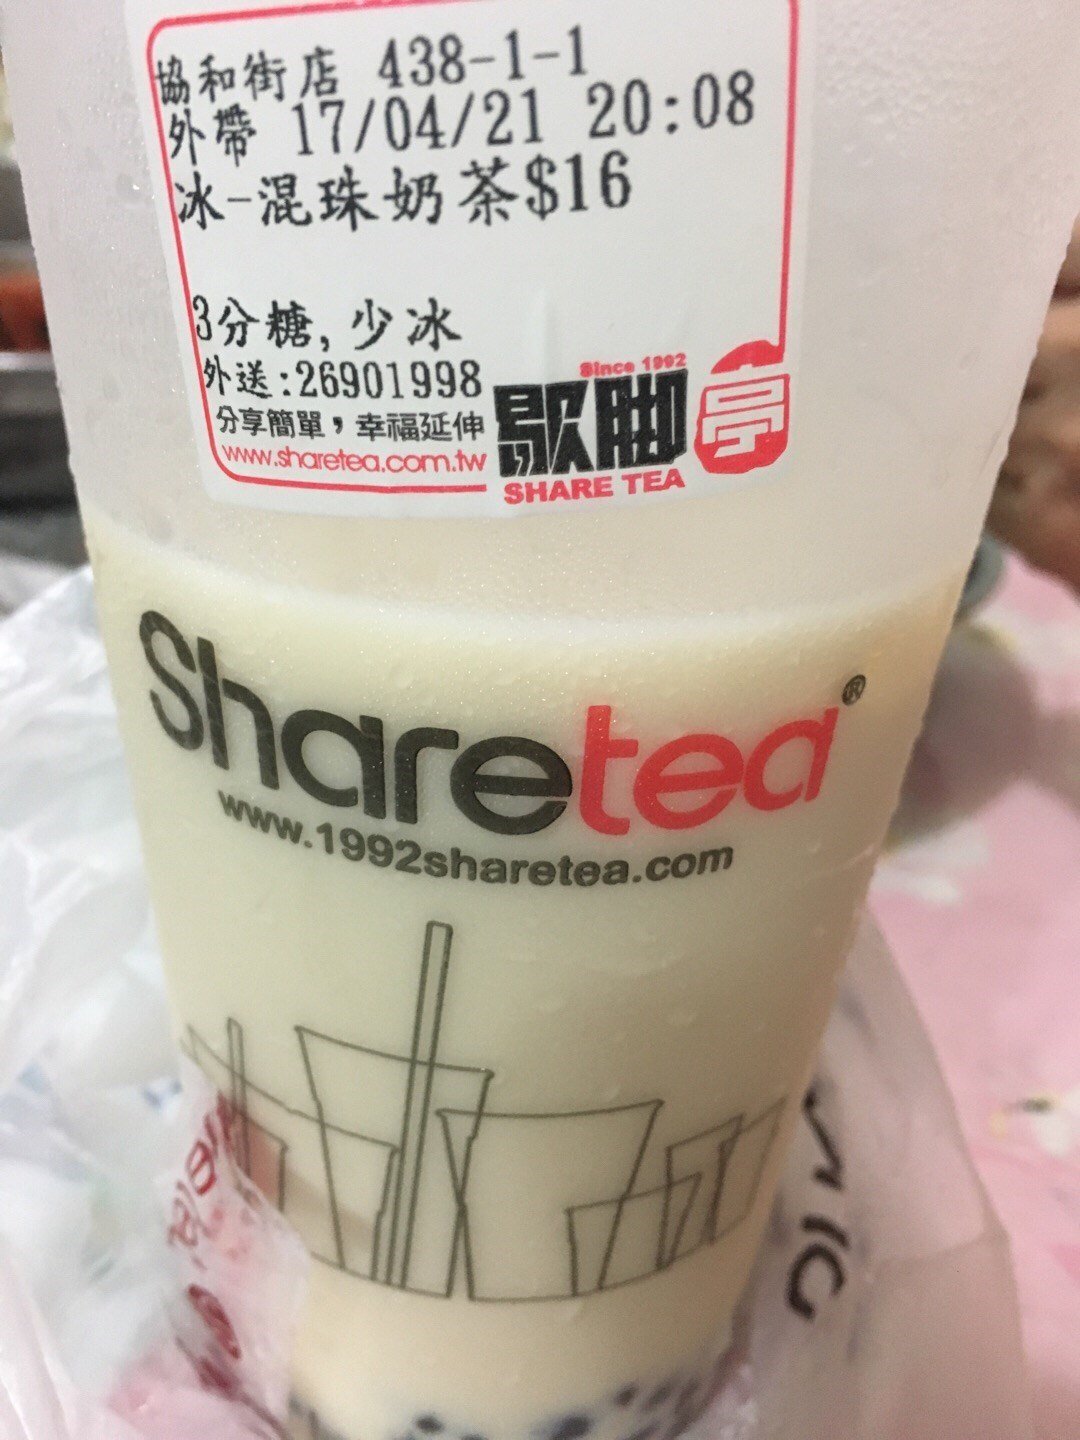 協和街店 438-1-1
外帶 17/04/21 20:08
冰-混珠奶茶$16
3分糖,少冰
外送:26901998
分享簡單,幸福延伸
www.sharetea.com.tw
Since 1992
歇脚亭
SHARE TEA
Sharetea®
www.1992sharetea.com